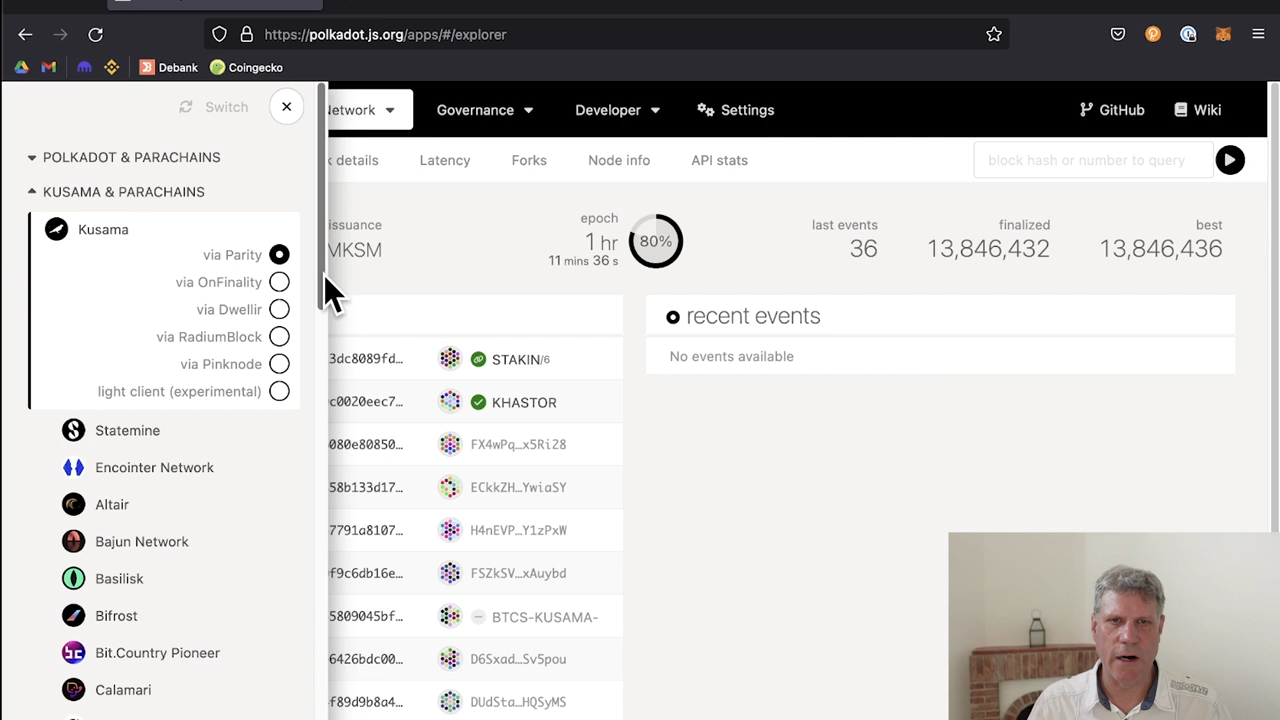 https://polkadot.js.org/apps/#/explorer
Debank
Coingecko
Switch
Network
Governance
Developer
Settings
GitHub
Wiki
POLKADOT & PARACHAINS
KUSAMA & PARACHAINS
Kusama
via Parity
via OnFinality
via Dwellir
via RadiumBlock
via Pinknode
light client (experimental)
Statemine
Encointer Network
Altair
Bajun Network
Basilisk
Bifrost
Bit.Country Pioneer
Calamari
k details
Latency
Forks
Node info
API stats
block hash or number to query
issuance
MKSM
epoch
1 hr
11 mins 36 s
80%
last events
36
finalized
13,846,432
best
13,846,436
3dc8089fd…
STAKIN/6
c0020eec7…
KHASTOR
080e80850…
FX4wPq…x5Ri28
58b133d17…
ECkkZH…YwiaSY
7791a8107…
H4nEVP…Y1zPxW
f9c6db16e…
FSZkSV…xAuybd
5809045bf…
BTCS-KUSAMA-
6426bdc00…
D6Sxad…Sv5pou
f89d9b8a4…
DUdSta…HQSyMS
recent events
No events available
BROOKLYN